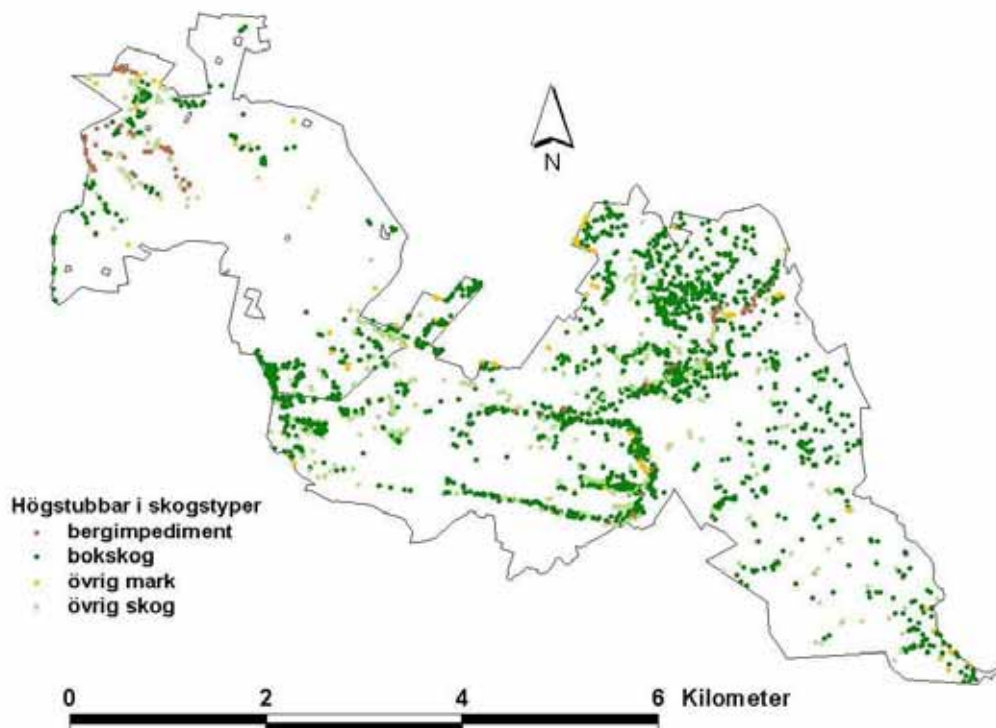 N
Högstubbar i skogstyper
bergimpediment
bokskog
övrig mark
övrig skog
0 2 4 6 Kilometer